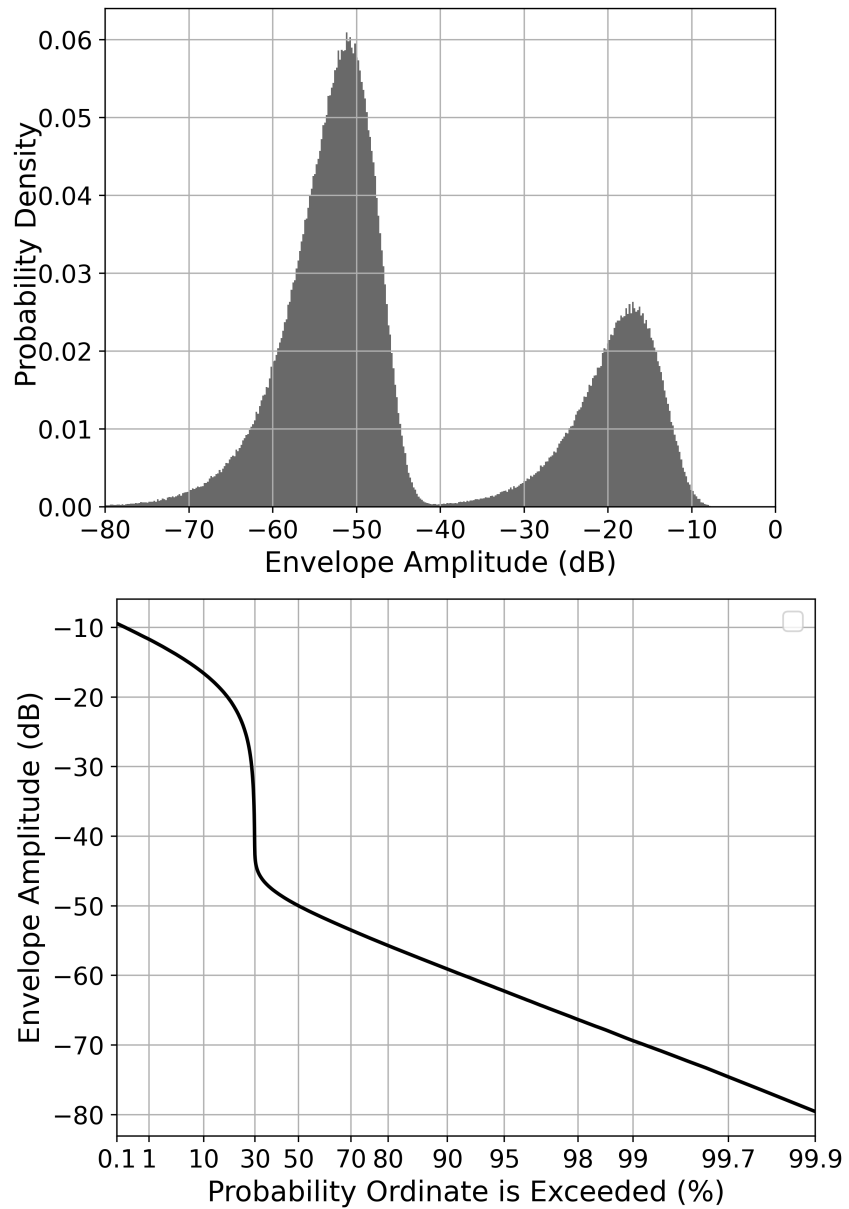 0.06
0.05
0.04
0.03
0.02
0.01
0.00
Probability Density
−80 −70 −60 −50 −40 −30 −20 −10 0
Envelope Amplitude (dB)
−10
−20
−30
−40
−50
−60
−70
−80
Envelope Amplitude (dB)
0.1 1 10 30 50 70 80 90 95 98 99 99.7 99.9
Probability Ordinate is Exceeded (%)